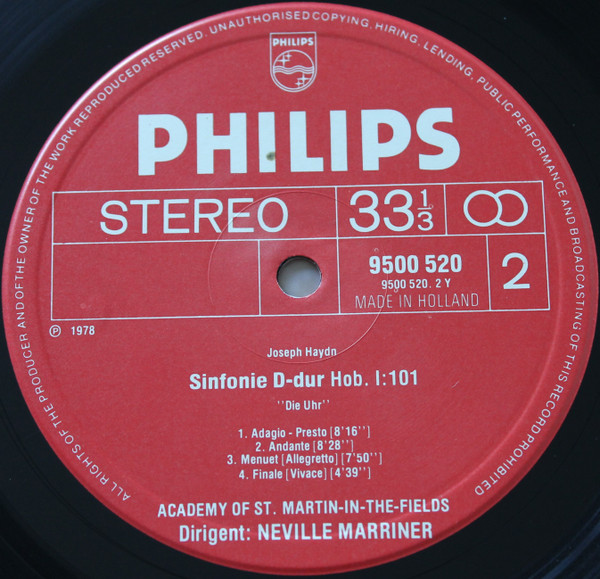 ALL RIGHTS OF THE PRODUCER AND OF THE OWNER OF THE WORK REPRODUCED RESERVED. UNAUTHORISED COPYING, HIRING, LENDING, PUBLIC PERFORMANCE AND BROADCASTING OF THIS RECORD PROHIBITED
PHILIPS
PHILIPS
STEREO
33 1/3
9500 520
9500 520. 2 Y
MADE IN HOLLAND
2
℗ 1978
Joseph Haydn
Sinfonie D-dur Hob. I:101
''Die Uhr''
1. Adagio - Presto [8'16'']
2. Andante [8'28'']
3. Menuet [Allegretto] [7'50'']
4. Finale [Vivace] [4'39'']
ACADEMY OF ST. MARTIN-IN-THE-FIELDS
Dirigent: NEVILLE MARRINER